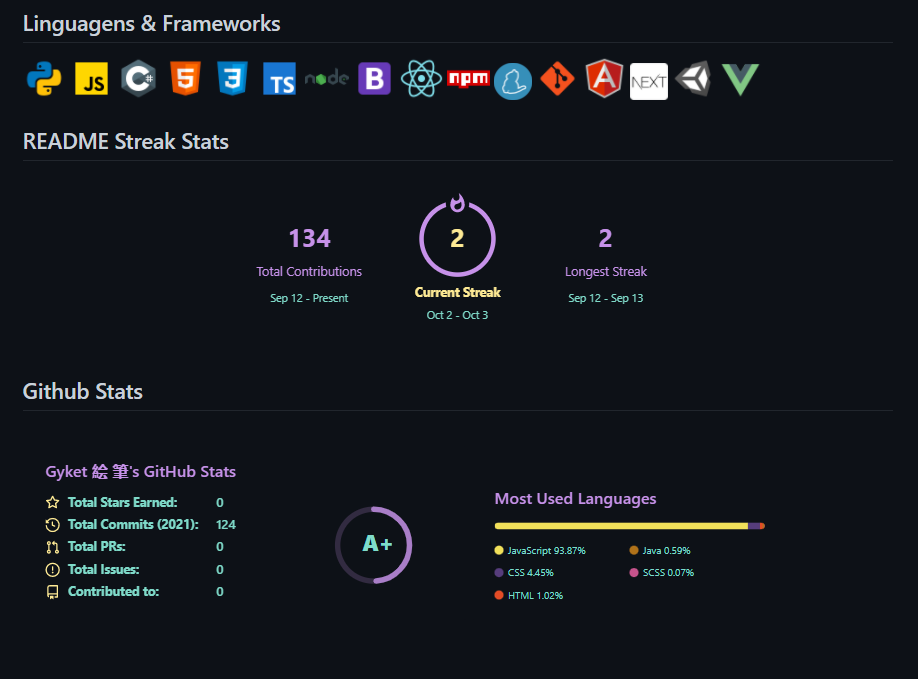 Linguagens & Frameworks
JS C# 5 3 TS node B npm A NEXT
README Streak Stats
134
Total Contributions
Sep 12 - Present
2
Current Streak
Oct 2 - Oct 3
2
Longest Streak
Sep 12 - Sep 13
Github Stats
Gyket 絵 筆's GitHub Stats
Total Stars Earned: 0
Total Commits (2021): 124
Total PRs: 0
Total Issues: 0
Contributed to: 0
A+
Most Used Languages
JavaScript 93.87%
Java 0.59%
CSS 4.45%
SCSS 0.07%
HTML 1.02%